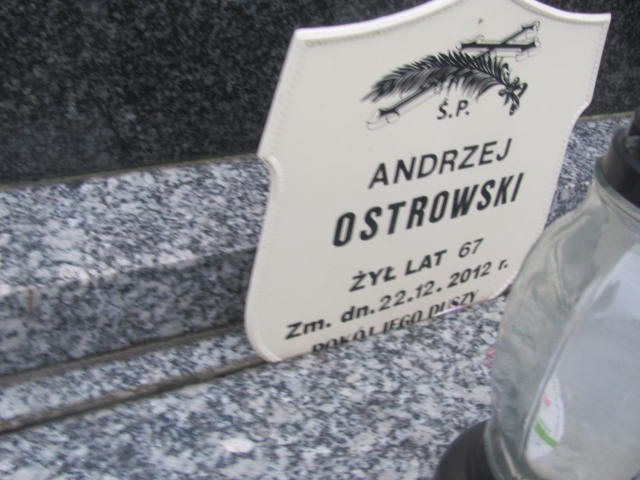 Ś.P.
ANDRZEJ
OSTROWSKI
ŻYŁ LAT 67
Zm. dn. 22.12. 2012 r.
POKÓJ JEGO DUSZY